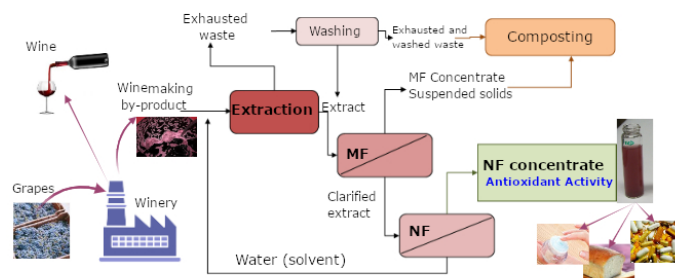 Wine
Exhausted
waste
Washing
Exhausted and
washed waste
Composting
Winemaking
by-product
Extraction
Extract
MF Concentrate
Suspended solids
MF
NF concentrate
Antioxidant Activity
Grapes
Winery
Clarified
extract
NF
Water (solvent)